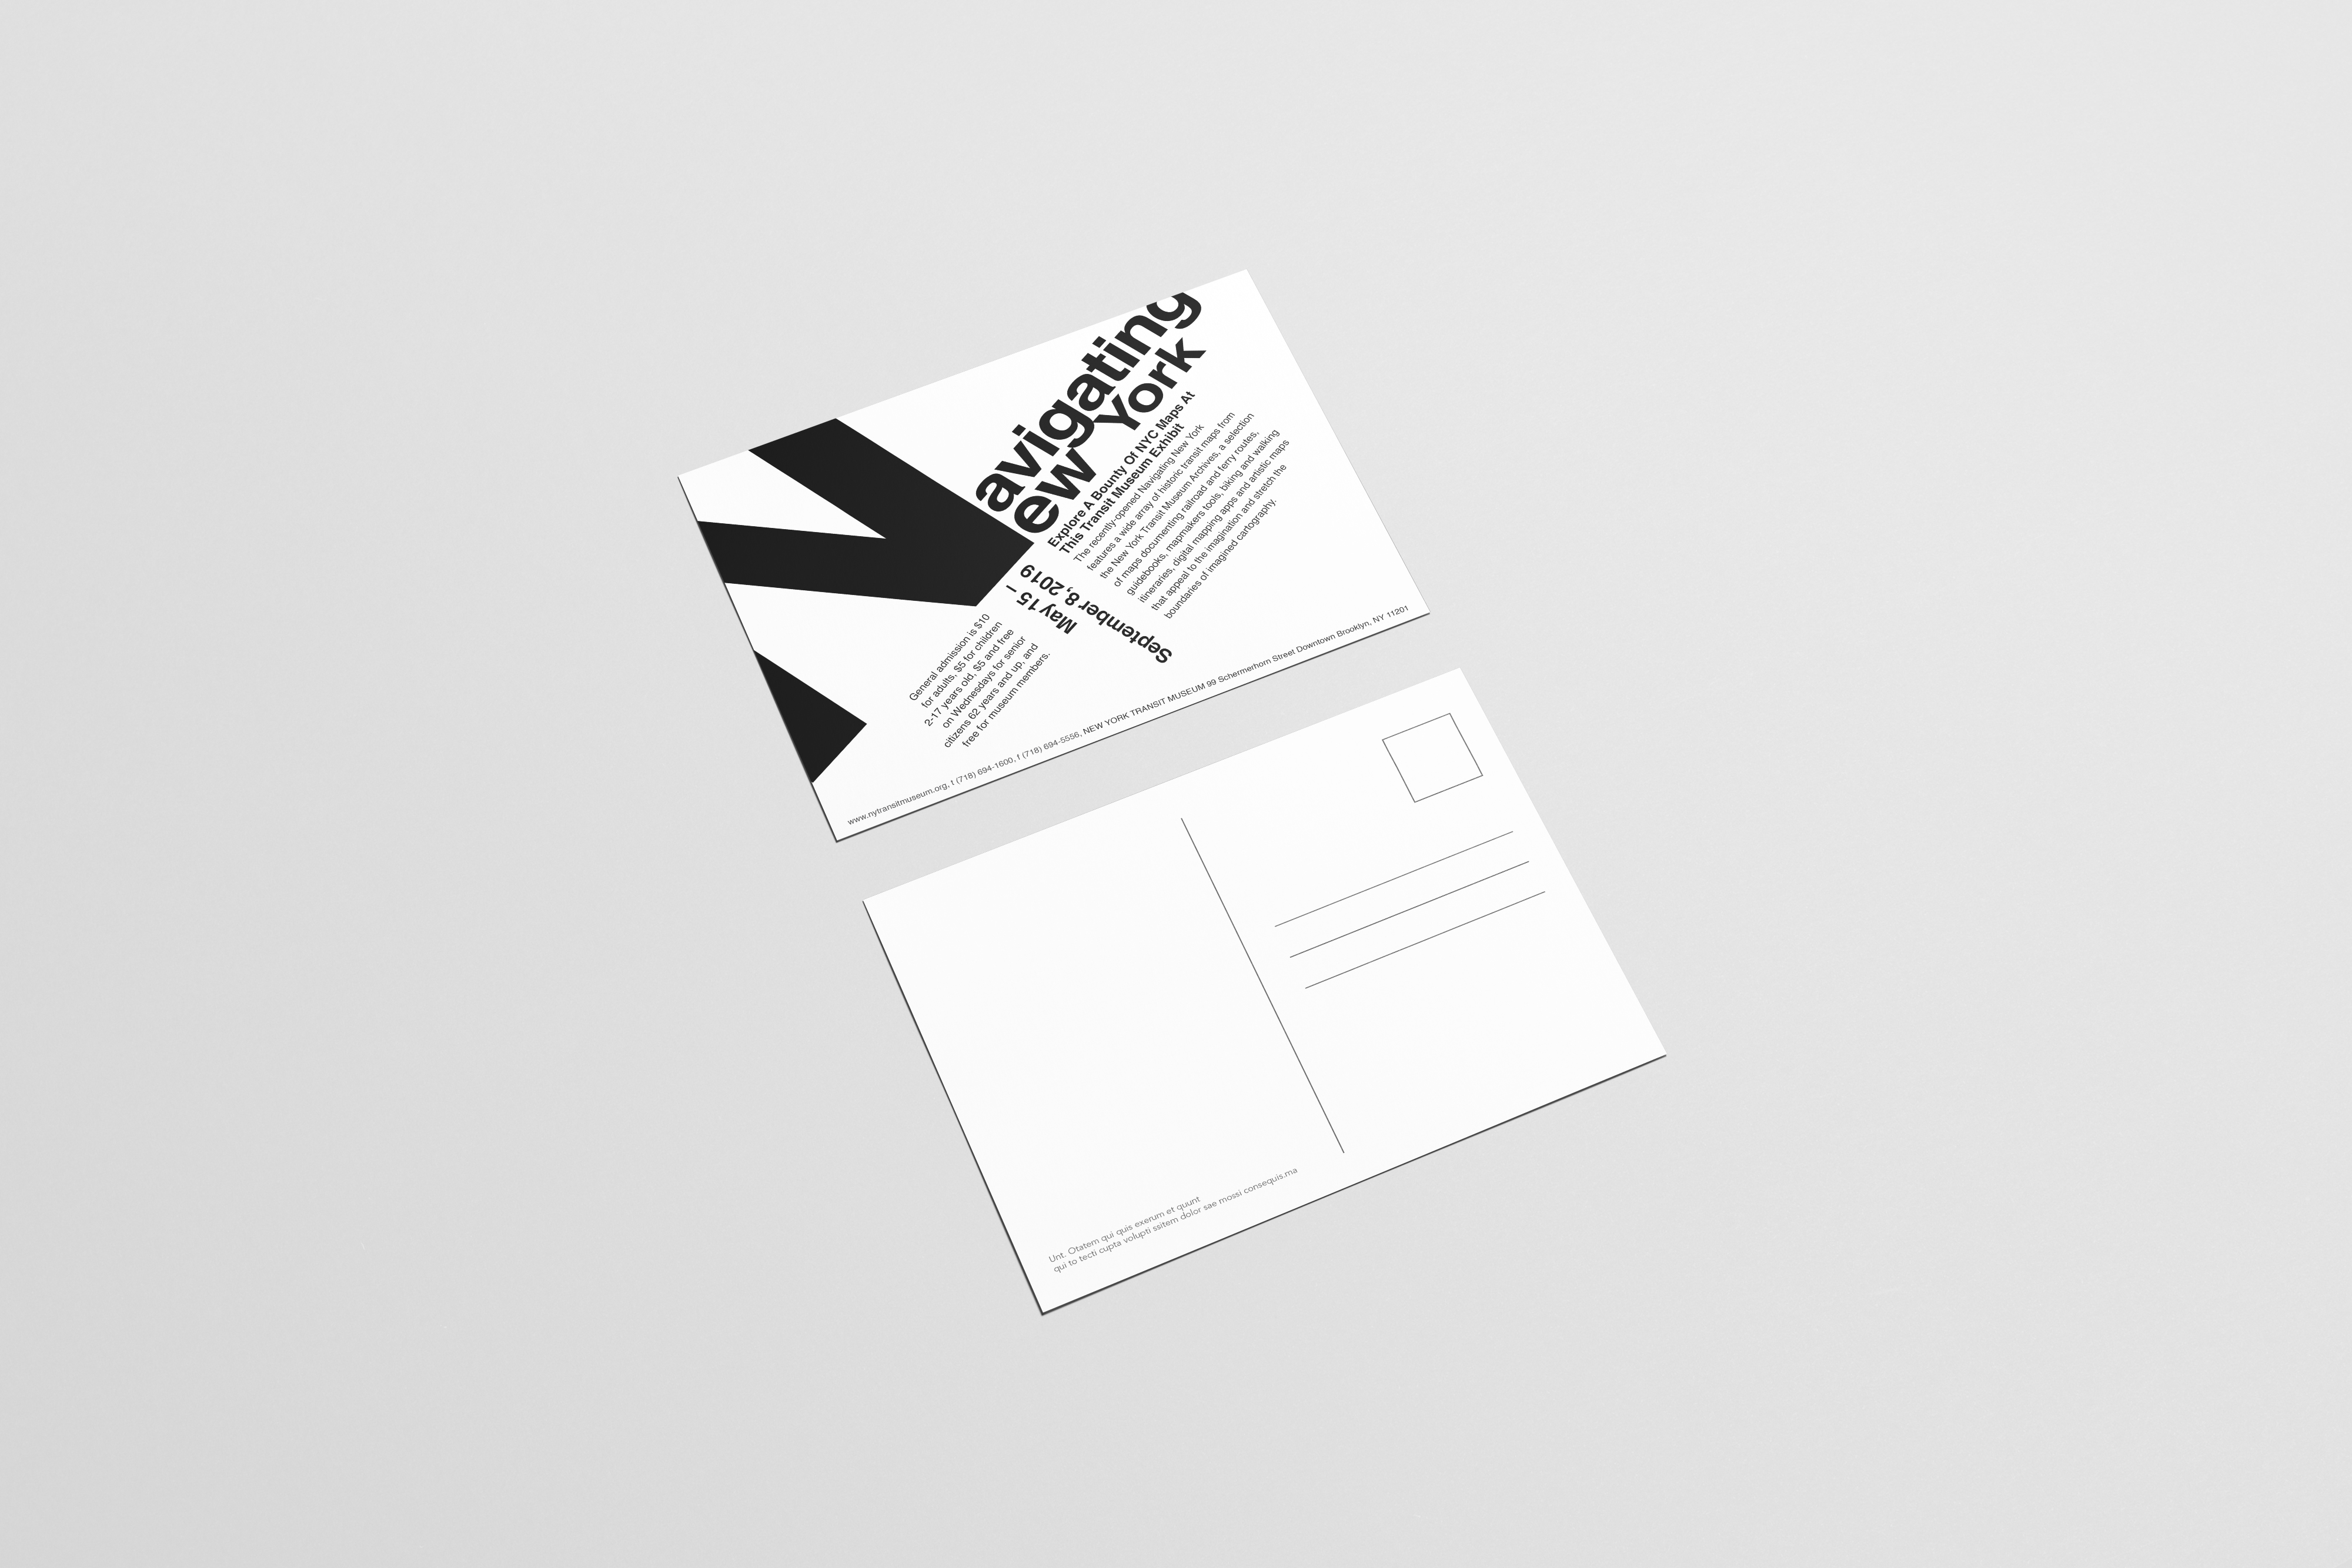 N
avigating
ew York
Explore A Bounty Of NYC Maps At
This Transit Museum Exhibit
The recently-opened Navigating New York
features a wide array of historic transit maps from
the New York Transit Museum Archives, a selection
of maps documenting railroad and ferry routes,
guidebooks, mapmakers tools, biking and walking
itineraries, digital mapping apps and artistic maps
that appeal to the imagination and stretch the
boundaries of imagined cartography.
May 15 –
September 8, 2019
General admission is $10
for adults, $5 for children
2-17 years old, $5 and free
on Wednesdays for senior
citizens 62 years and up, and
free for museum members.
www.nytransitmuseum.org, t (718) 694-1600, f (718) 694-5556, NEW YORK TRANSIT MUSEUM 99 Schermerhorn Street Downtown Brooklyn, NY 11201
Unt. Otatem qui quis exerum et quunt
qui to tecti cupta volupti ssitem dolor sae mossi consequis.ma